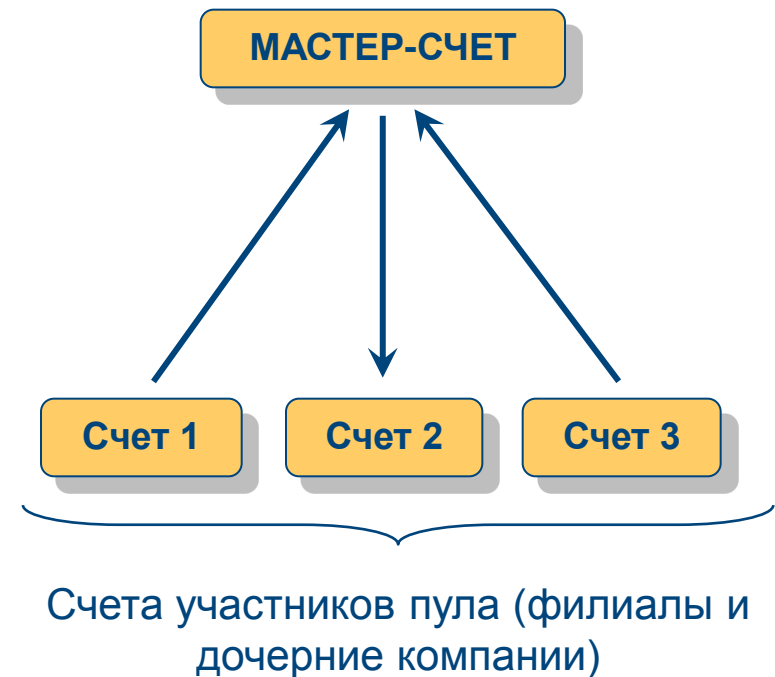 МАСТЕР-СЧЕТ
Счет 1
Счет 2
Счет 3
Счета участников пула (филиалы и
дочерние компании)